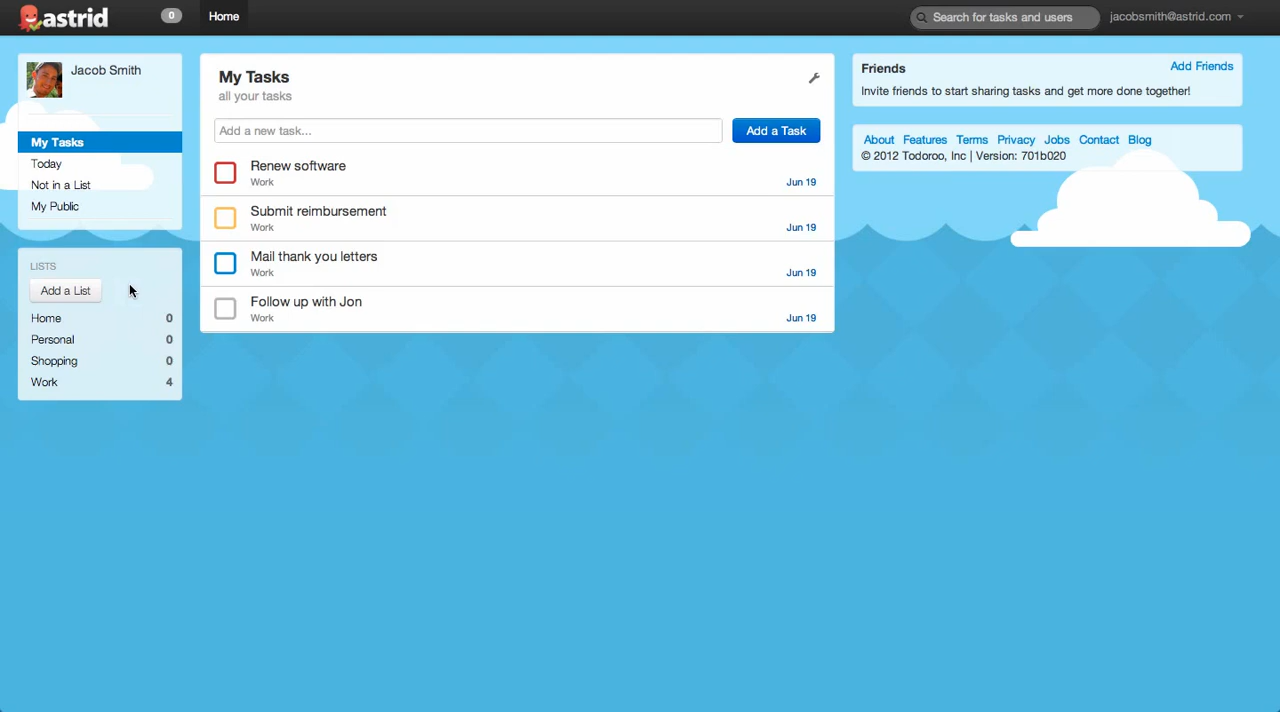 astrid 0 Home Search for tasks and users jacobsmith@astrid.com
Jacob Smith
My Tasks
Today
Not in a List
My Public
LISTS
Add a List
Home 0
Personal 0
Shopping 0
Work 4
My Tasks
all your tasks
Add a new task... Add a Task
Renew software
Work Jun 19
Submit reimbursement
Work Jun 19
Mail thank you letters
Work Jun 19
Follow up with Jon
Work Jun 19
Friends Add Friends
Invite friends to start sharing tasks and get more done together!
About Features Terms Privacy Jobs Contact Blog
© 2012 Todoroo, Inc | Version: 701b020